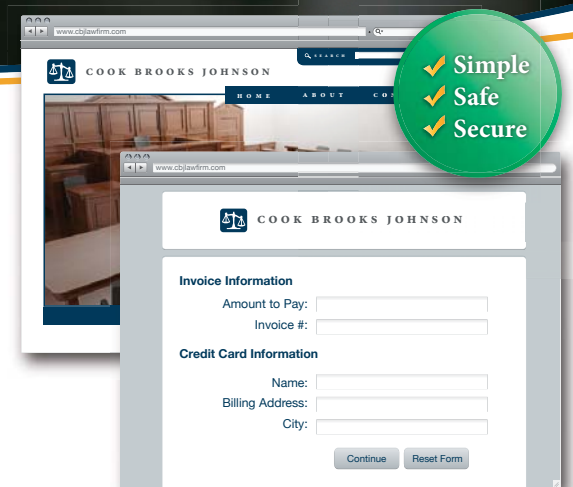 www.cbjlawfirm.com
Q
SEARCH
COOK BROOKS JOHNSON
HOME ABOUT
Simple
Safe
Secure
www.cbjlawfirm.com
COOK BROOKS JOHNSON
Invoice Information
Amount to Pay:
Invoice #:
Credit Card Information
Name:
Billing Address:
City:
Continue Reset Form